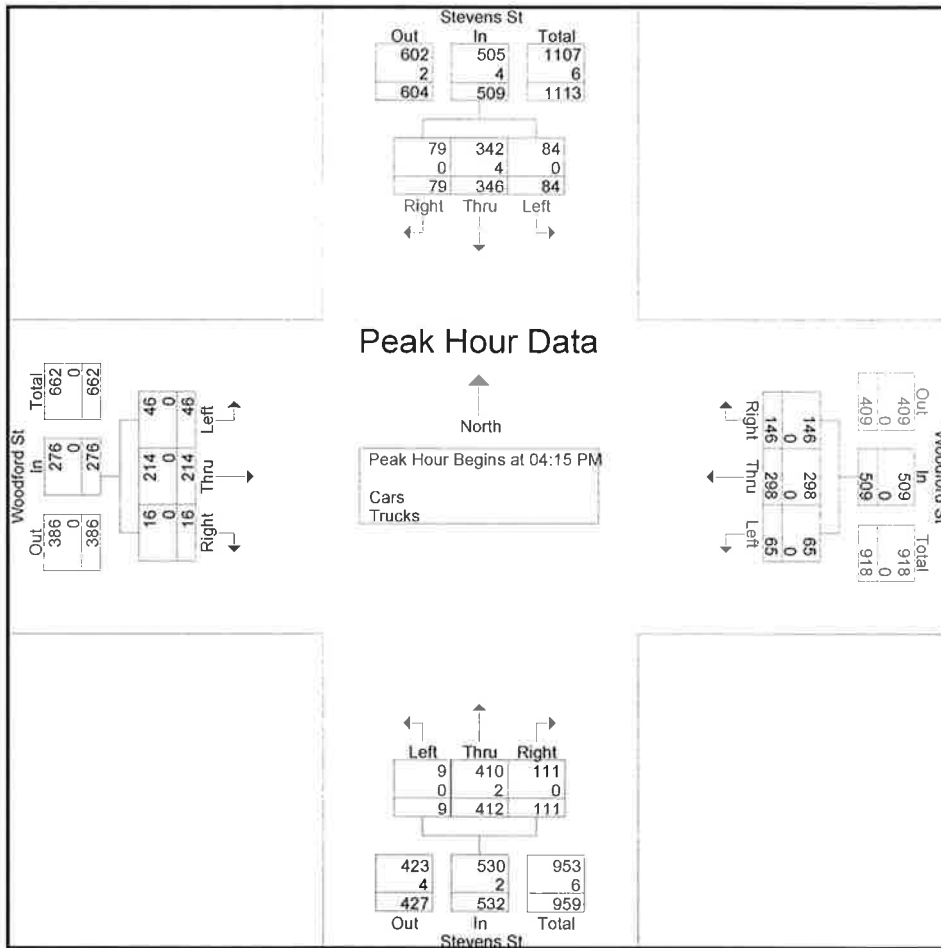 Stevens St
Out In Total
602 505 1107
2 4 6
604 509 1113
79 342 84
0 4 0
79 346 84
Right Thru Left
Peak Hour Data
North
Peak Hour Begins at 04:15 PM
Cars
Trucks
Woodford St
Total In Out
662 276 386
0 0 0
662 276 386
46 214 16
0 0 0
46 214 16
Left Thru Right
Right Thru Left
146 298 65
0 0 0
146 298 65
409 509 918
0 0 0
409 509 918
Out In Total
Woodford St
Left Thru Right
9 410 111
0 2 0
9 412 111
423 530 953
4 2 6
427 532 959
Out In Total
Stevens St